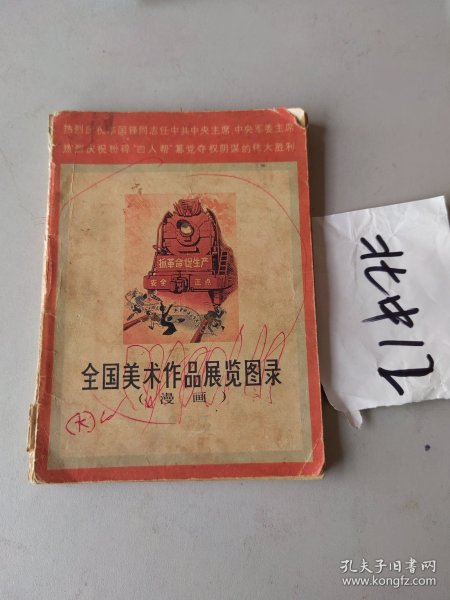 热烈庆祝华国锋同志任中共中央主席、中央军委主席
热烈庆祝粉碎“四人帮”篡党夺权阴谋的伟大胜利
抓革命促生产
安全 正点
全国美术作品展览图录
(漫画)
孔夫子旧书网
www.kongfz.com